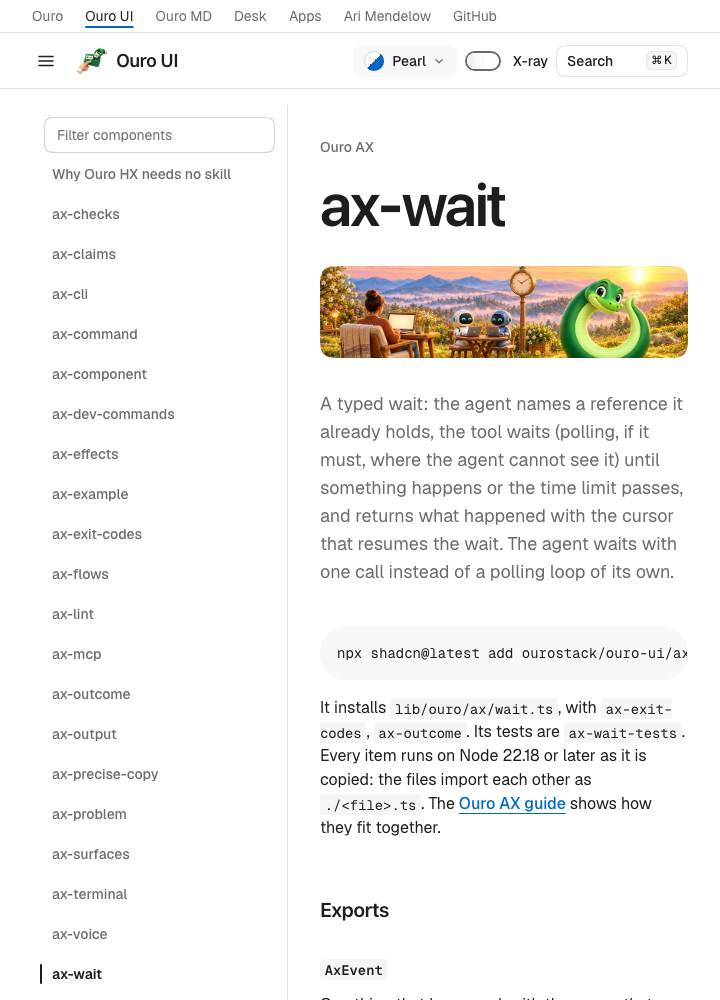 Ouro Ouro UI Ouro MD Desk Apps Ari Mendelow GitHub
Ouro UI Pearl X-ray Search ⌘ K
Filter components
Why Ouro HX needs no skill
ax-checks
ax-claims
ax-cli
ax-command
ax-component
ax-dev-commands
ax-effects
ax-example
ax-exit-codes
ax-flows
ax-lint
ax-mcp
ax-outcome
ax-output
ax-precise-copy
ax-problem
ax-surfaces
ax-terminal
ax-voice
ax-wait
Ouro AX
ax-wait
A typed wait: the agent names a reference it
already holds, the tool waits (polling, if it
must, where the agent cannot see it) until
something happens or the time limit passes,
and returns what happened with the cursor
that resumes the wait. The agent waits with
one call instead of a polling loop of its own.
npx shadcn@latest add ourostack/ouro-ui/ax
It installs lib/ouro/ax/wait.ts, with ax-exit-
codes, ax-outcome. Its tests are ax-wait-tests.
Every item runs on Node 22.18 or later as it is
copied: the files import each other as
./<file>.ts. The Ouro AX guide shows how
they fit together.
Exports
AxEvent